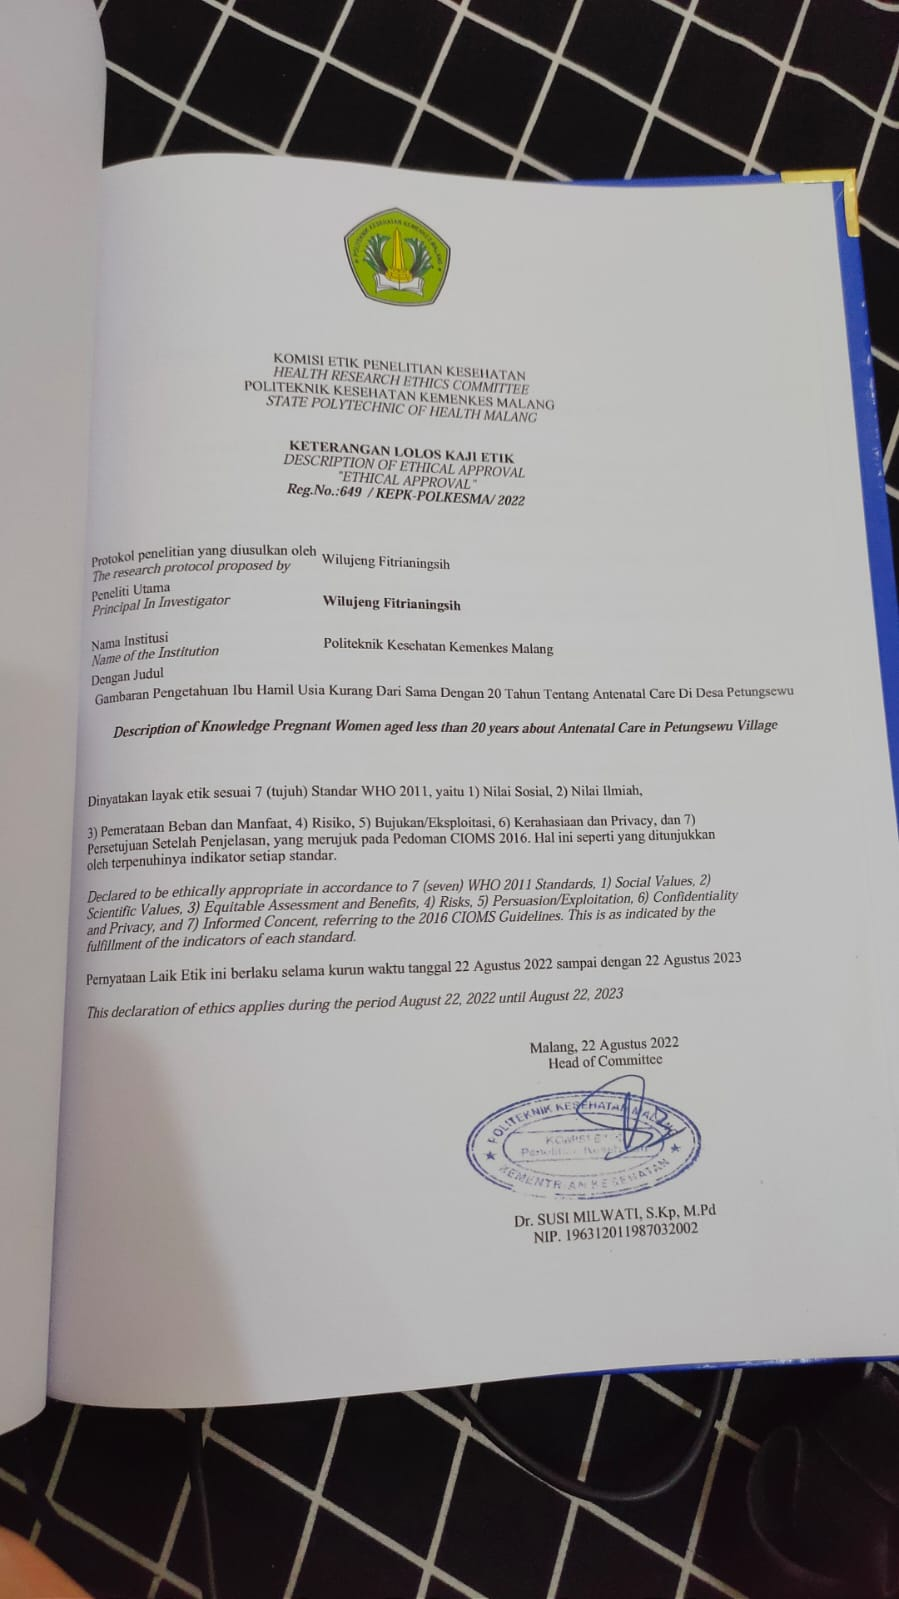 POLITEKNIK KESEHATAN KEMENKES MALANG
KOMISI ETIK PENELITIAN KESEHATAN
HEALTH RESEARCH ETHICS COMMITTEE
POLITEKNIK KESEHATAN KEMENKES MALANG
STATE POLYTECHNIC OF HEALTH MALANG
KETERANGAN LOLOS KAJI ETIK
DESCRIPTION OF ETHICAL APPROVAL
"ETHICAL APPROVAL"
Reg.No.:649 / KEPK-POLKESMA/ 2022
Protokol penelitian yang diusulkan oleh Wilujeng Fitrianingsih
The research protocol proposed by
Peneliti Utama
Principal In Investigator Wilujeng Fitrianingsih
Nama Institusi Politeknik Kesehatan Kemenkes Malang
Name of the Institution
Dengan Judul
Gambaran Pengetahuan Ibu Hamil Usia Kurang Dari Sama Dengan 20 Tahun Tentang Antenatal Care Di Desa Petungsewu
Description of Knowledge Pregnant Women aged less than 20 years about Antenatal Care in Petungsewu Village
Dinyatakan layak etik sesuai 7 (tujuh) Standar WHO 2011, yaitu 1) Nilai Sosial, 2) Nilai Ilmiah,
3) Pemerataan Beban dan Manfaat, 4) Risiko, 5) Bujukan/Eksploitasi, 6) Kerahasiaan dan Privacy, dan 7)
Persetujuan Setelah Penjelasan, yang merujuk pada Pedoman CIOMS 2016. Hal ini seperti yang ditunjukkan
oleh terpenuhinya indikator setiap standar.
Declared to be ethically appropriate in accordance to 7 (seven) WHO 2011 Standards, 1) Social Values, 2)
Scientific Values, 3) Equitable Assessment and Benefits, 4) Risks, 5) Persuasion/Exploitation, 6) Confidentiality
and Privacy, and 7) Informed Concent, referring to the 2016 CIOMS Guidelines. This is as indicated by the
fulfillment of the indicators of each standard.
Pernyataan Laik Etik ini berlaku selama kurun waktu tanggal 22 Agustus 2022 sampai dengan 22 Agustus 2023
This declaration of ethics applies during the period August 22, 2022 until August 22, 2023
Malang, 22 Agustus 2022
Head of Committee
POLITEKNIK KESEHATAN MALANG
KOMISI
Penelitian
KEMENTRIAN KESEHATAN
Dr. SUSI MILWATI, S.Kp, M.Pd
NIP. 196312011987032002